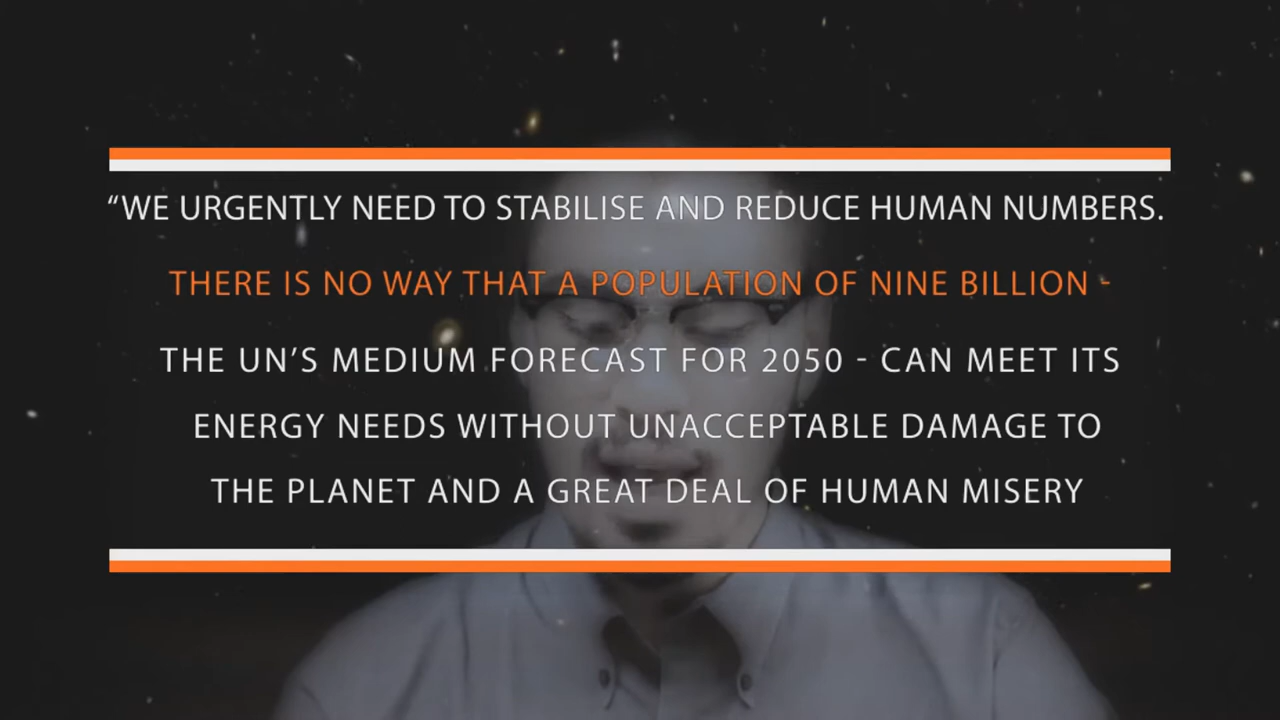 “WE URGENTLY NEED TO STABILISE AND REDUCE HUMAN NUMBERS.
THERE IS NO WAY THAT A POPULATION OF NINE BILLION -
THE UN’S MEDIUM FORECAST FOR 2050 - CAN MEET ITS
ENERGY NEEDS WITHOUT UNACCEPTABLE DAMAGE TO
THE PLANET AND A GREAT DEAL OF HUMAN MISERY